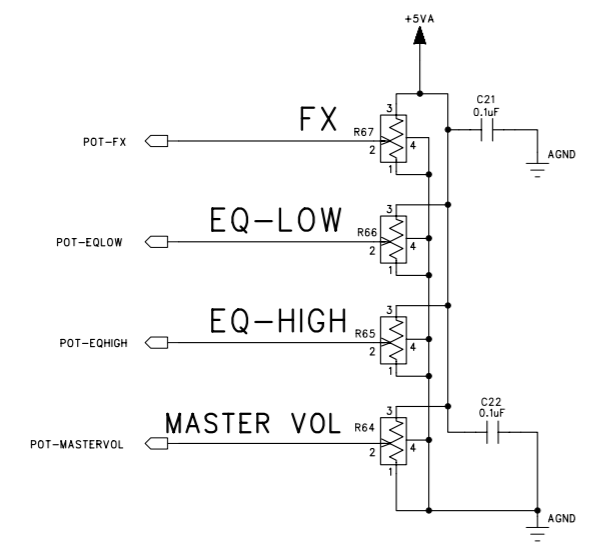 +5VA
C21
0.1uF
AGND
FX
R67
3
2
4
1
POT-FX
EQ-LOW
R66
3
2
4
1
POT-EQLOW
EQ-HIGH
R65
3
2
4
1
POT-EQHIGH
C22
0.1uF
MASTER VOL
R64
3
2
4
1
POT-MASTERVOL
AGND